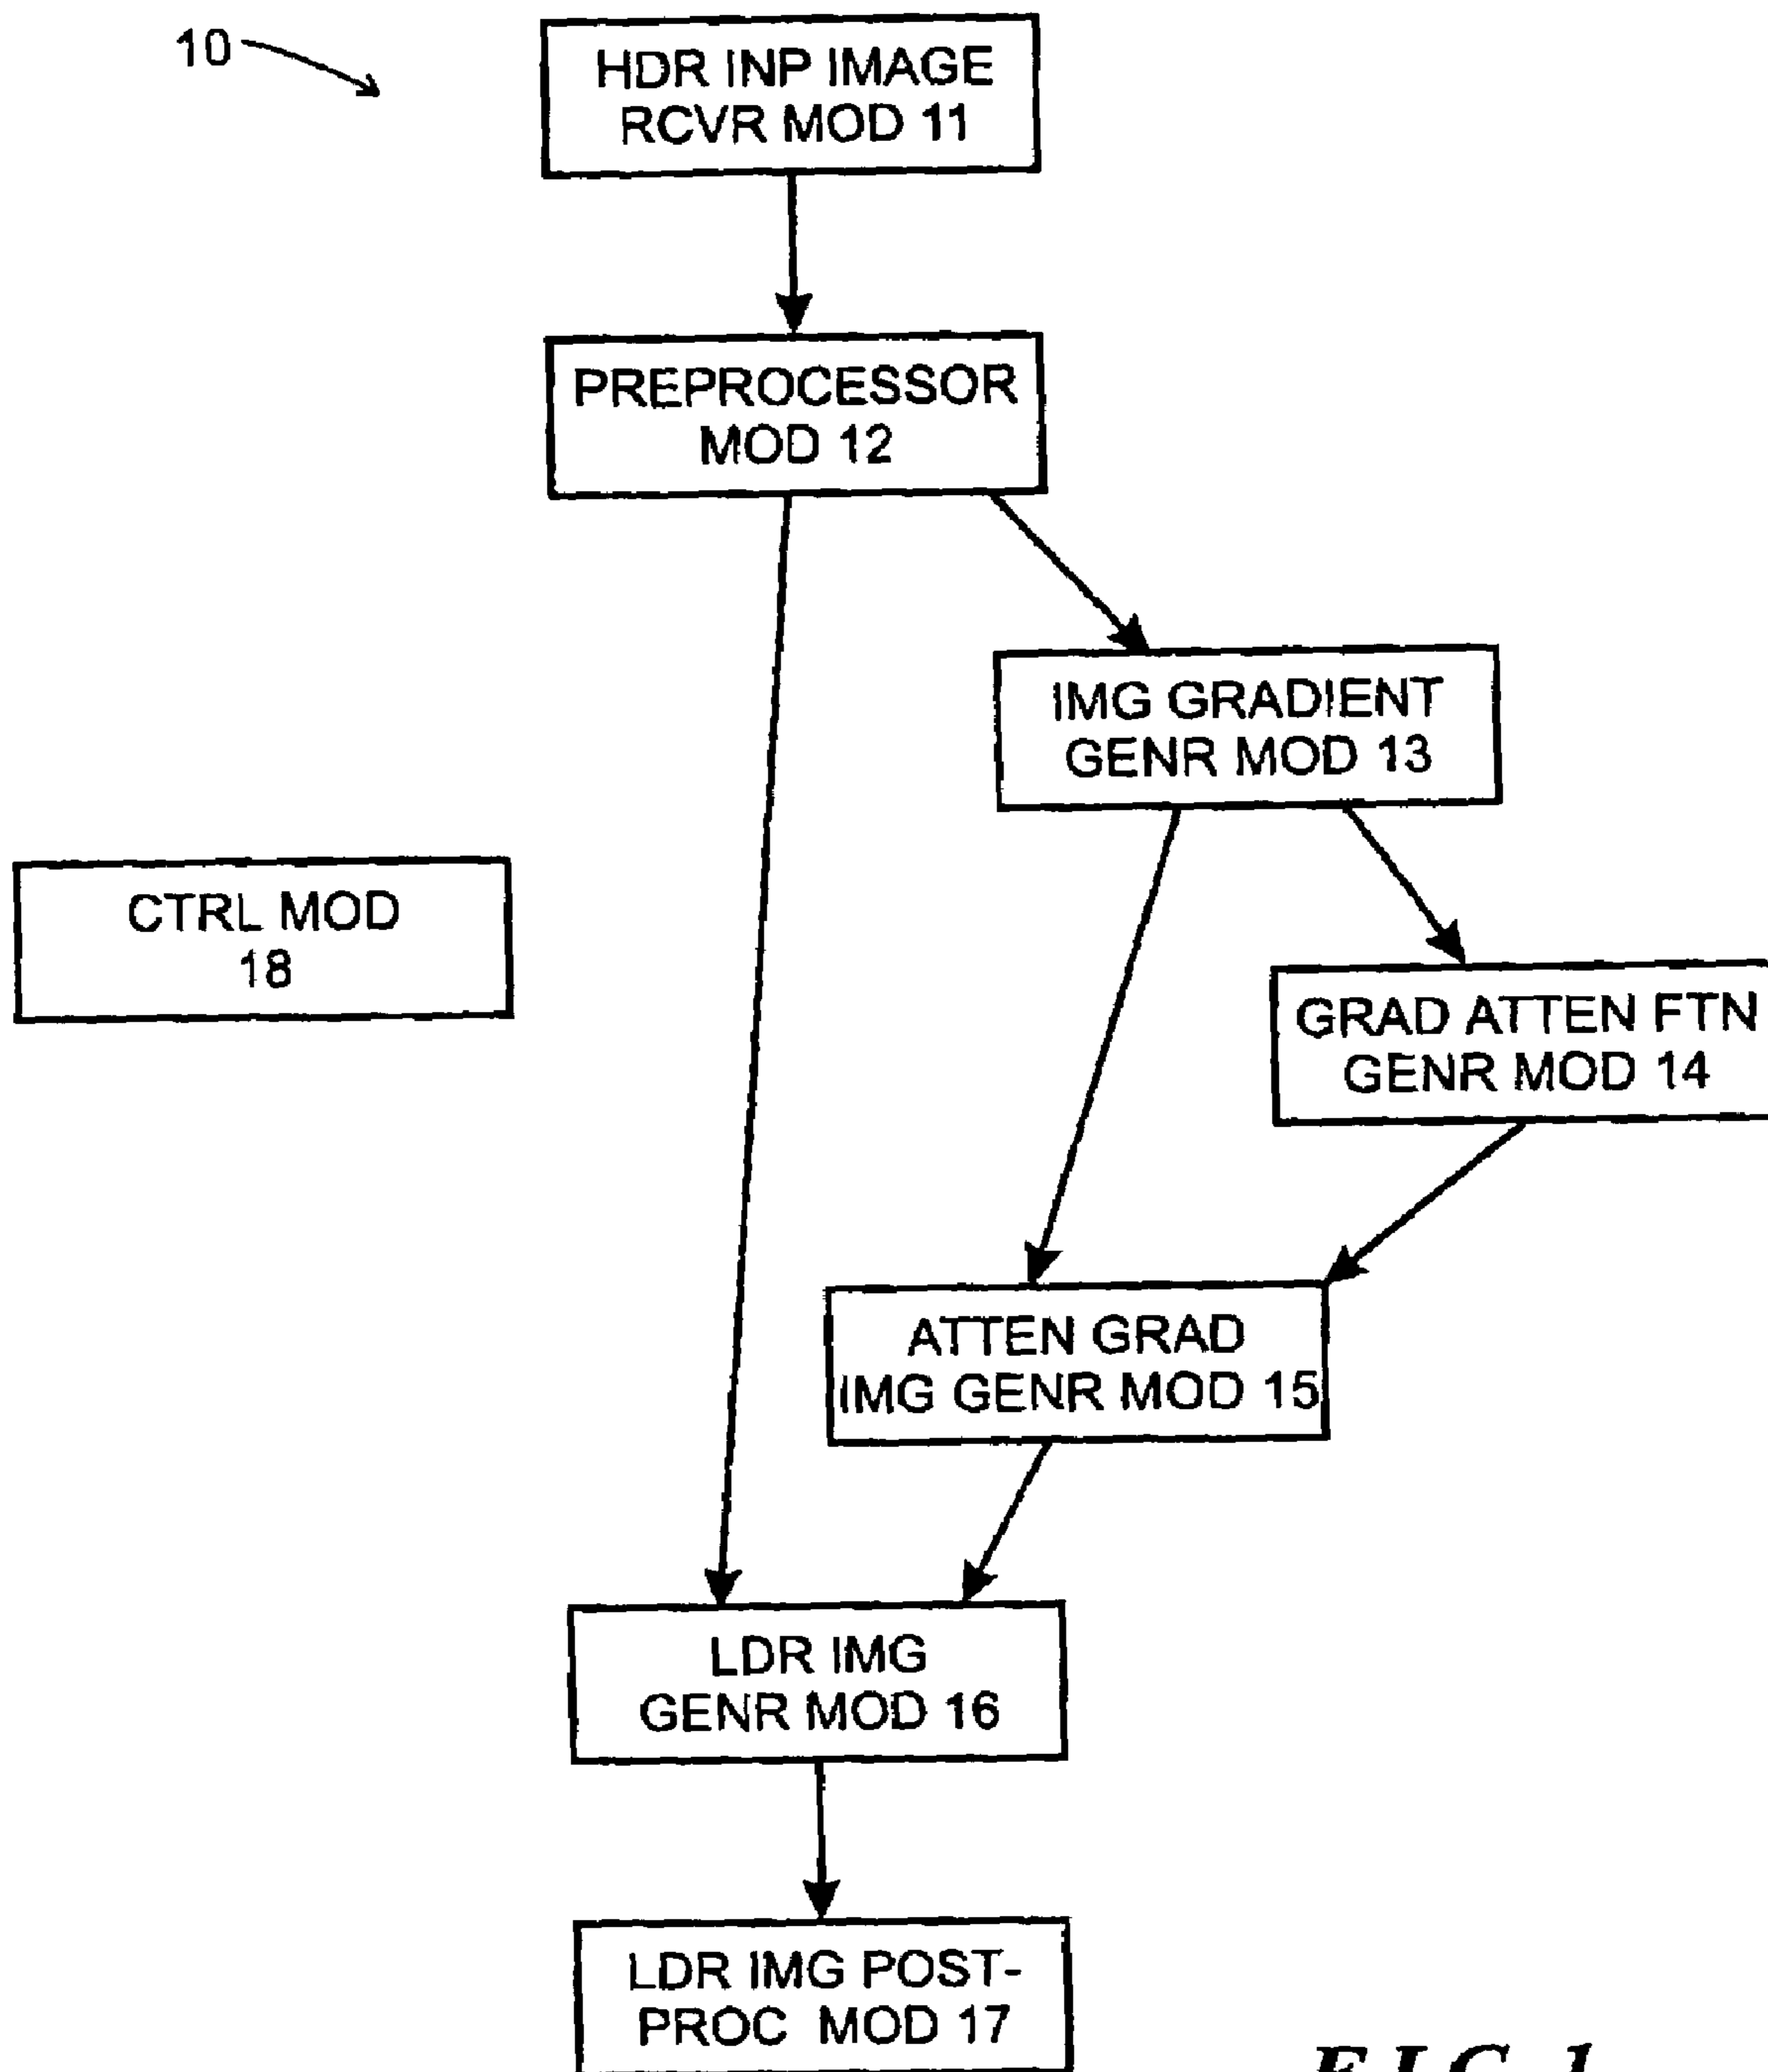 10
HDR INP IMAGE
RCVR MOD 11
PREPROCESSOR
MOD 12
IMG GRADIENT
GENR MOD 13
CTRL MOD
18
GRAD ATTEN FTN
GENR MOD 14
ATTEN GRAD
IMG GENR MOD 15
LDR IMG
GENR MOD 16
LDR IMG POST-
PROC MOD 17
FIG. 1